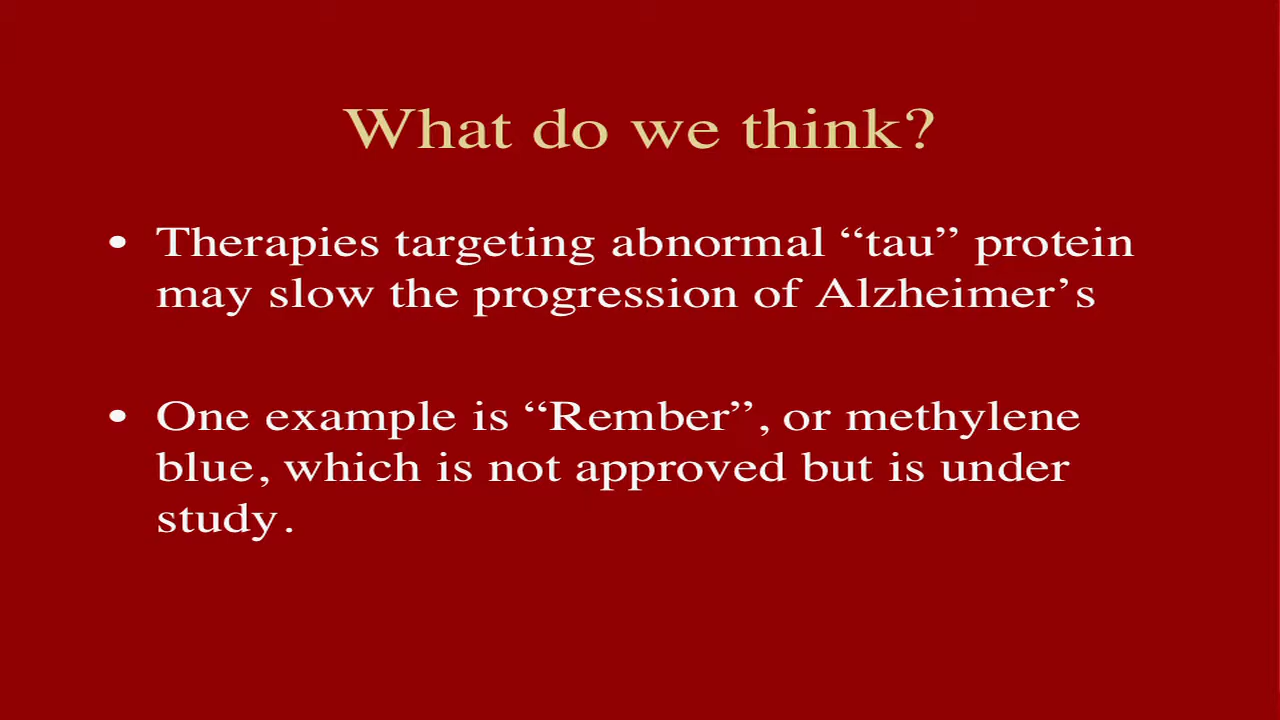 What do we think?
• Therapies targeting abnormal “tau” protein
may slow the progression of Alzheimer’s
• One example is “Rember”, or methylene
blue, which is not approved but is under
study.